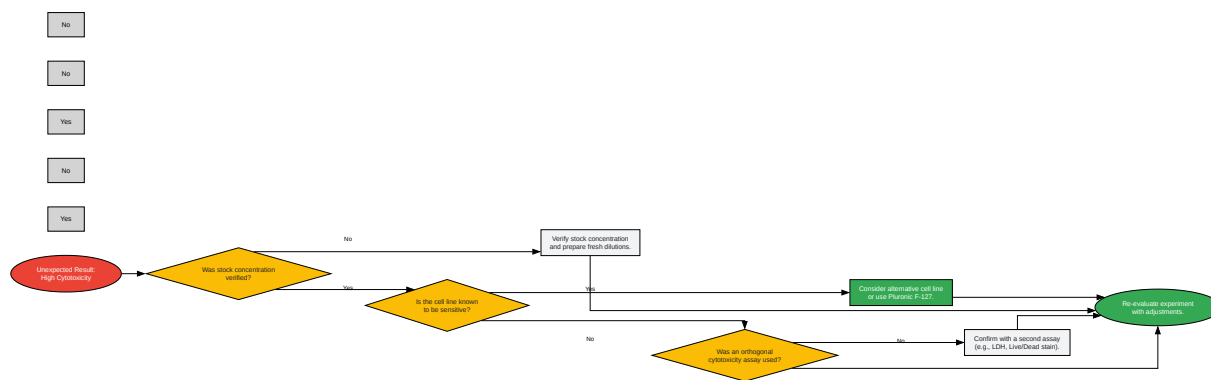 No
No
Yes
No
Yes
Unexpected Result:
High Cytotoxicity
Was stock concentration
verified?
No
Yes
Verify stock concentration
and prepare fresh dilutions.
Is the cell line known
to be sensitive?
Yes
No
Consider alternative cell line
or use Pluronic F-127.
Was an orthogonal
cytotoxicity assay used?
No
Confirm with a second assay
(e.g., LDH, Live/Dead stain).
Re-evaluate experiment
with adjustments.